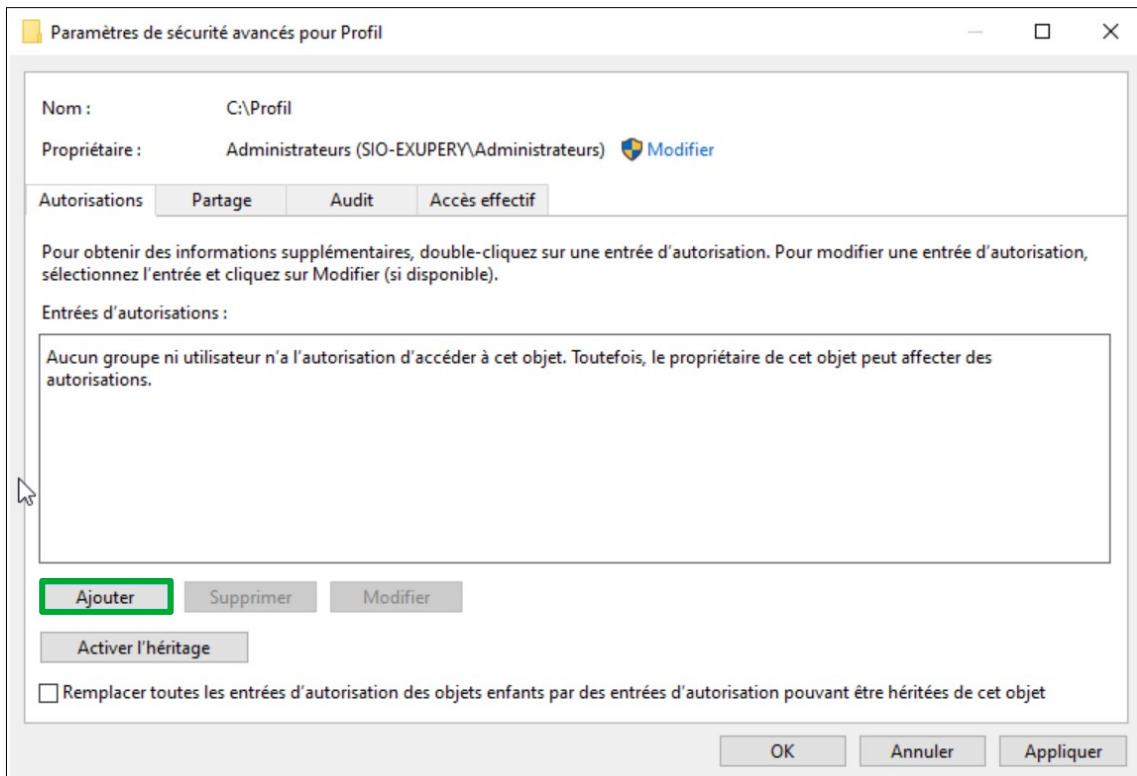 Paramètres de sécurité avancés pour Profil
Nom : C:\Profil
Propriétaire : Administrateurs (SIO-EXUPERY\Administrateurs) Modifier
Autorisations Partage Audit Accès effectif
Pour obtenir des informations supplémentaires, double-cliquez sur une entrée d’autorisation. Pour modifier une entrée d’autorisation,
sélectionnez l’entrée et cliquez sur Modifier (si disponible).
Entrées d’autorisations :
Aucun groupe ni utilisateur n’a l’autorisation d’accéder à cet objet. Toutefois, le propriétaire de cet objet peut affecter des
autorisations.
Ajouter Supprimer Modifier
Activer l’héritage
Remplacer toutes les entrées d’autorisation des objets enfants par des entrées d’autorisation pouvant être héritées de cet objet
OK Annuler Appliquer